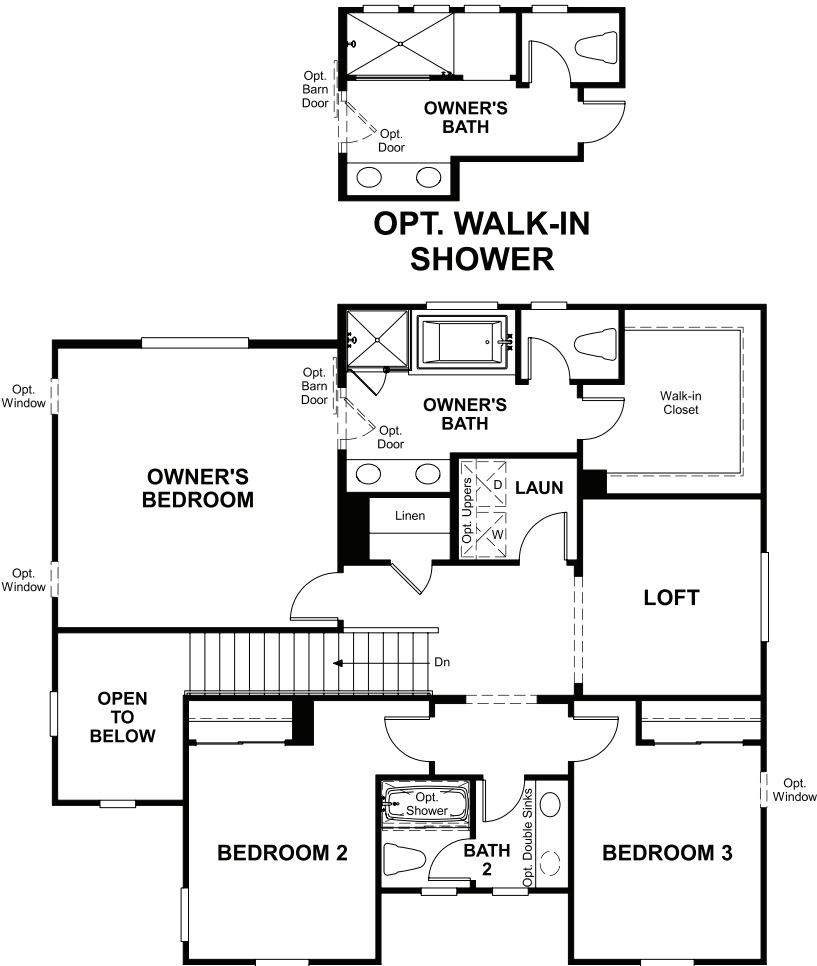 Opt.
Barn
Door
OWNER'S
BATH
Opt.
Door
OPT. WALK-IN
SHOWER
Opt.
Window
Opt.
Barn
Door
OWNER'S
BATH
Walk-in
Closet
Opt.
Door
OWNER'S
BEDROOM
Opt. Uppers
D
LAUN
Linen
W
Opt.
Window
LOFT
Dn
OPEN
TO
BELOW
Opt.
Window
Opt.
Shower
Opt. Double Sinks
BEDROOM 2
BATH
2
BEDROOM 3